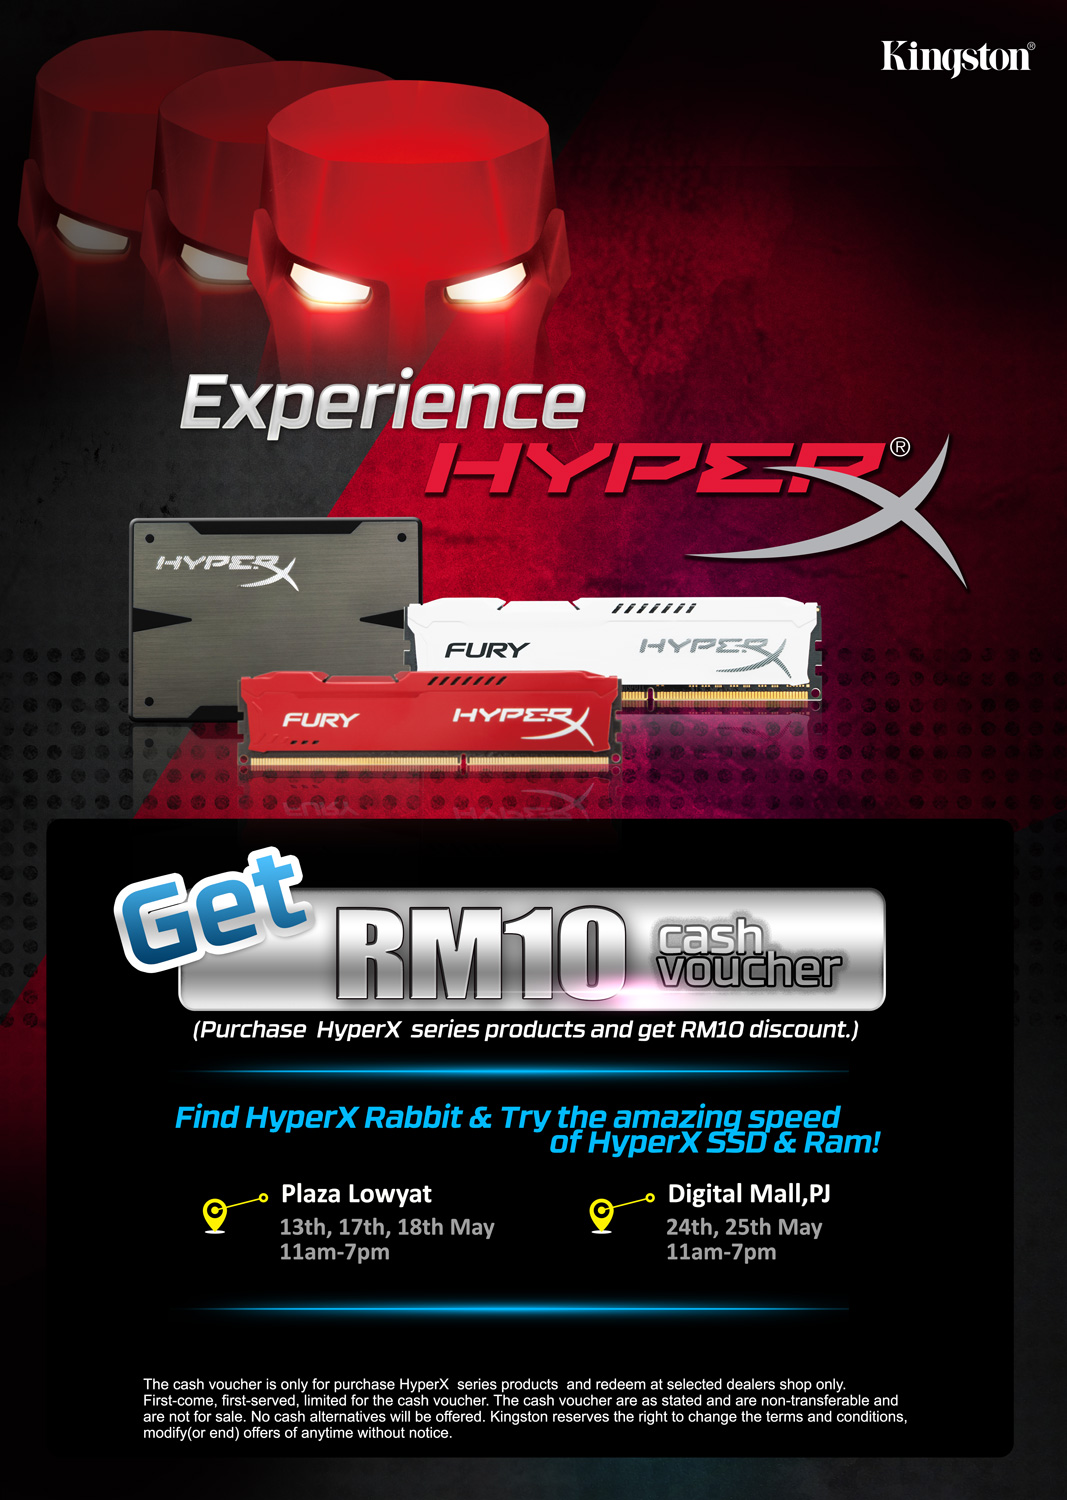 Kingston®
Experience
HYPERX®
HYPERX
FURY HYPERX
FURY HYPERX
Get
RM10 cash
voucher
(Purchase HyperX series products and get RM10 discount.)
Find HyperX Rabbit & Try the amazing speed
of HyperX SSD & Ram!
Plaza Lowyat
13th, 17th, 18th May
11am-7pm
Digital Mall,PJ
24th, 25th May
11am-7pm
The cash voucher is only for purchase HyperX series products and redeem at selected dealers shop only.
First-come, first-served, limited for the cash voucher. The cash voucher are as stated and are non-transferable and
are not for sale. No cash alternatives will be offered. Kingston reserves the right to change the terms and conditions,
modify(or end) offers of anytime without notice.